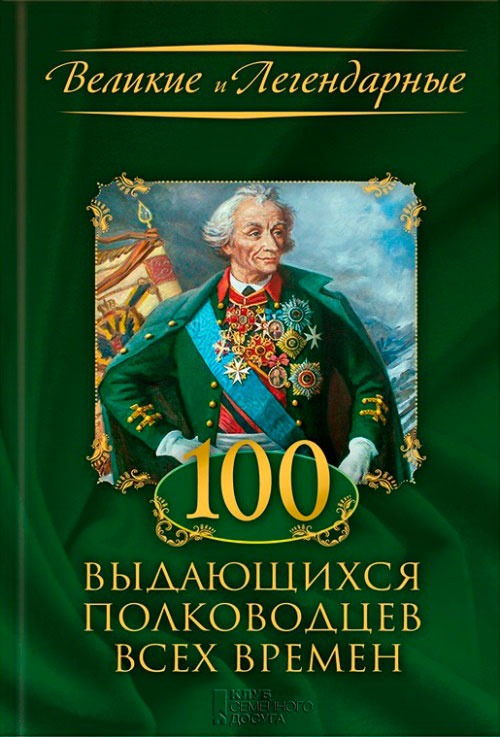 Великие и Легендарные
100
ВЫДАЮЩИХСЯ
ПОЛКОВОДЦЕВ
ВСЕХ ВРЕМЕН
КЛУБ
СЕМЕЙНОГО
ДОСУГА